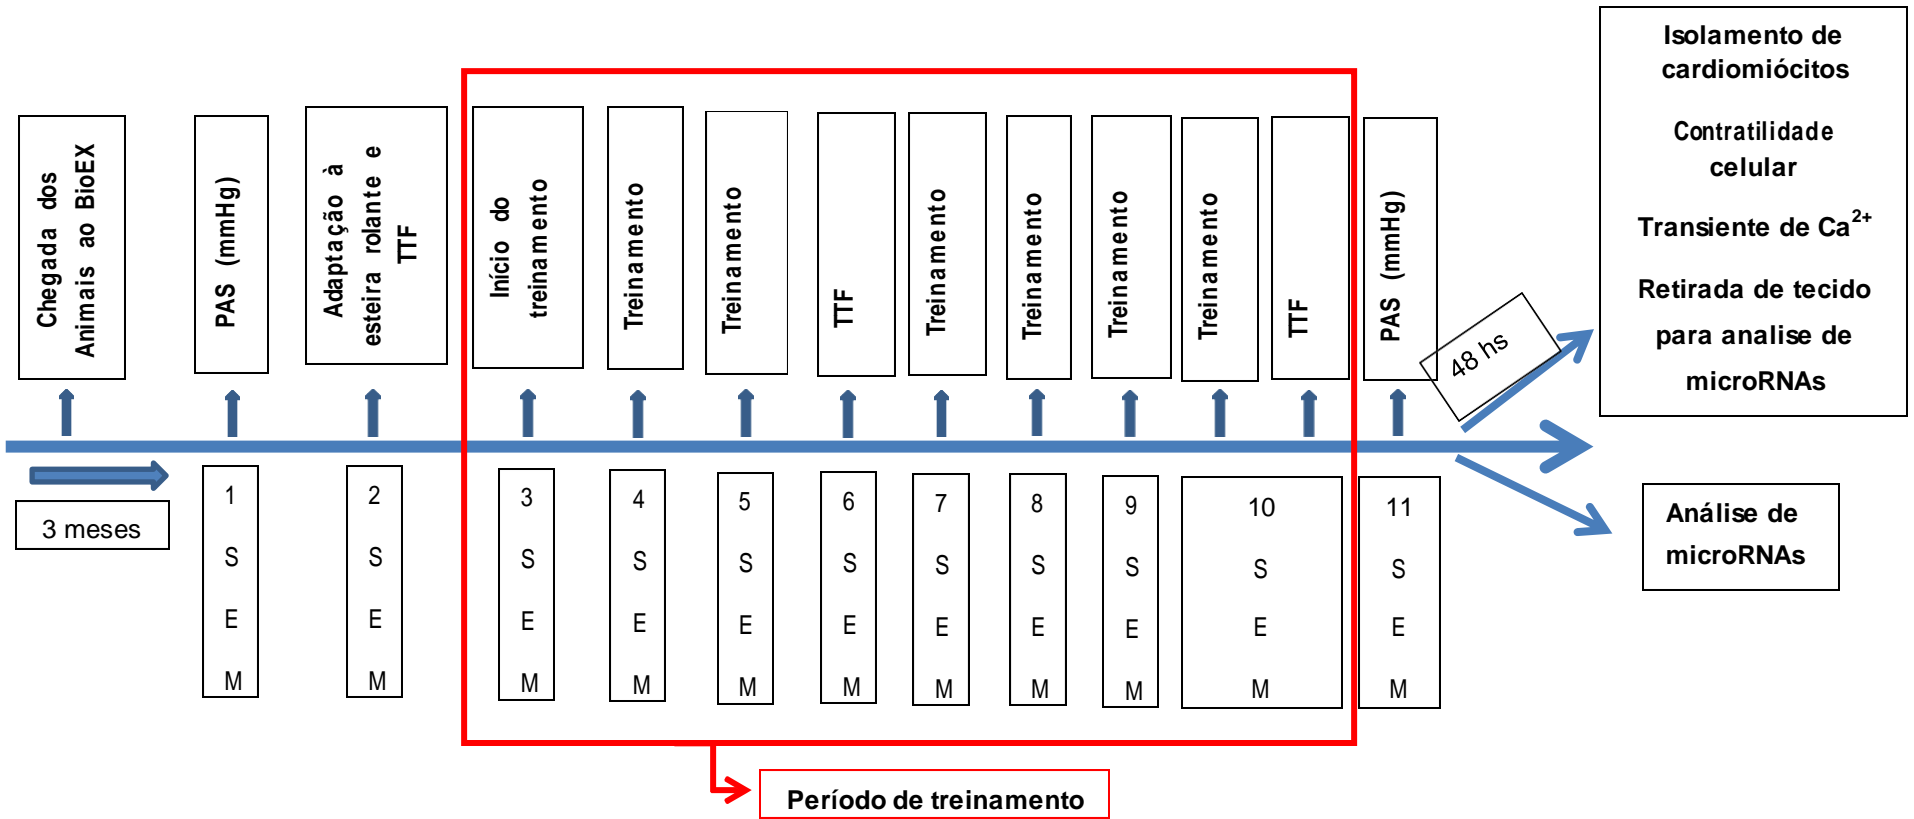 Chegada dos
Animais ao BioEX
PAS (mmHg)
Adaptação à
esteira rolante e
TTF
Início do
treinamento
Treinamento
Treinamento
TTF
Treinamento
Treinamento
Treinamento
Treinamento
TTF
PAS (mmHg)
48 hs
Isolamento de
cardiomiócitos
Contratilidade
celular
Transiente de Ca²⁺
Retirada de tecido
para analise de
microRNAs
3 meses
1
S
E
M
2
S
E
M
3
S
E
M
4
S
E
M
5
S
E
M
6
S
E
M
7
S
E
M
8
S
E
M
9
S
E
M
10
S
E
M
11
S
E
M
Análise de
microRNAs
Período de treinamento